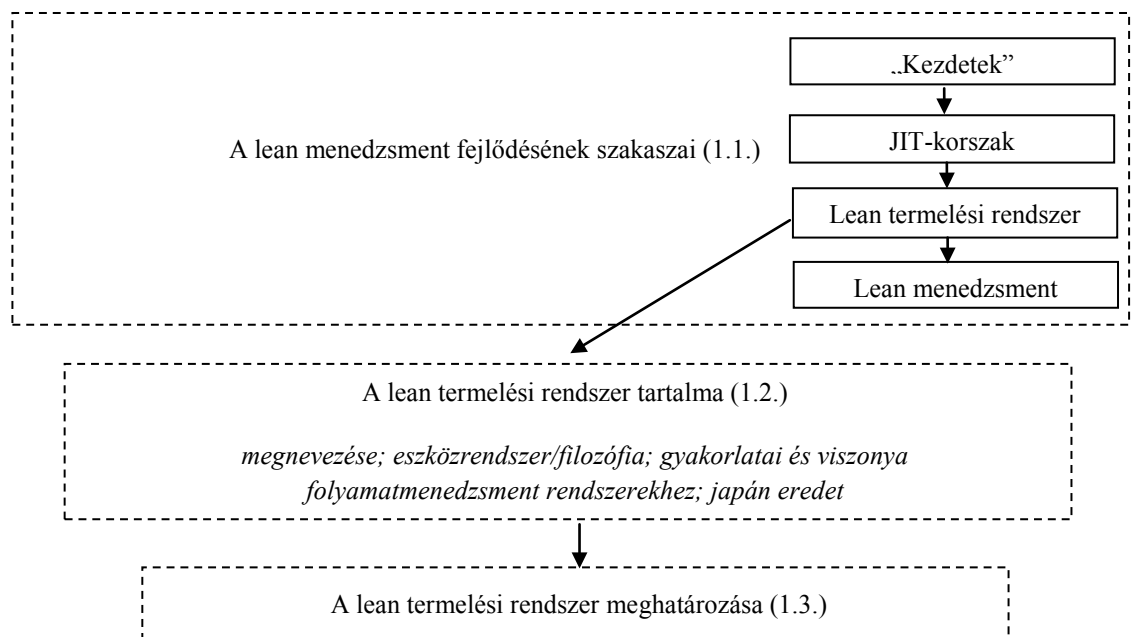 „Kezdetek”
A lean menedzsment fejlődésének szakaszai (1.1.)
JIT-korszak
Lean termelési rendszer
Lean menedzsment
A lean termelési rendszer tartalma (1.2.)
megnevezése; eszközrendszer/filozófia; gyakorlatai és viszonya
folyamatmenedzsment rendszerekhez; japán eredet
A lean termelési rendszer meghatározása (1.3.)